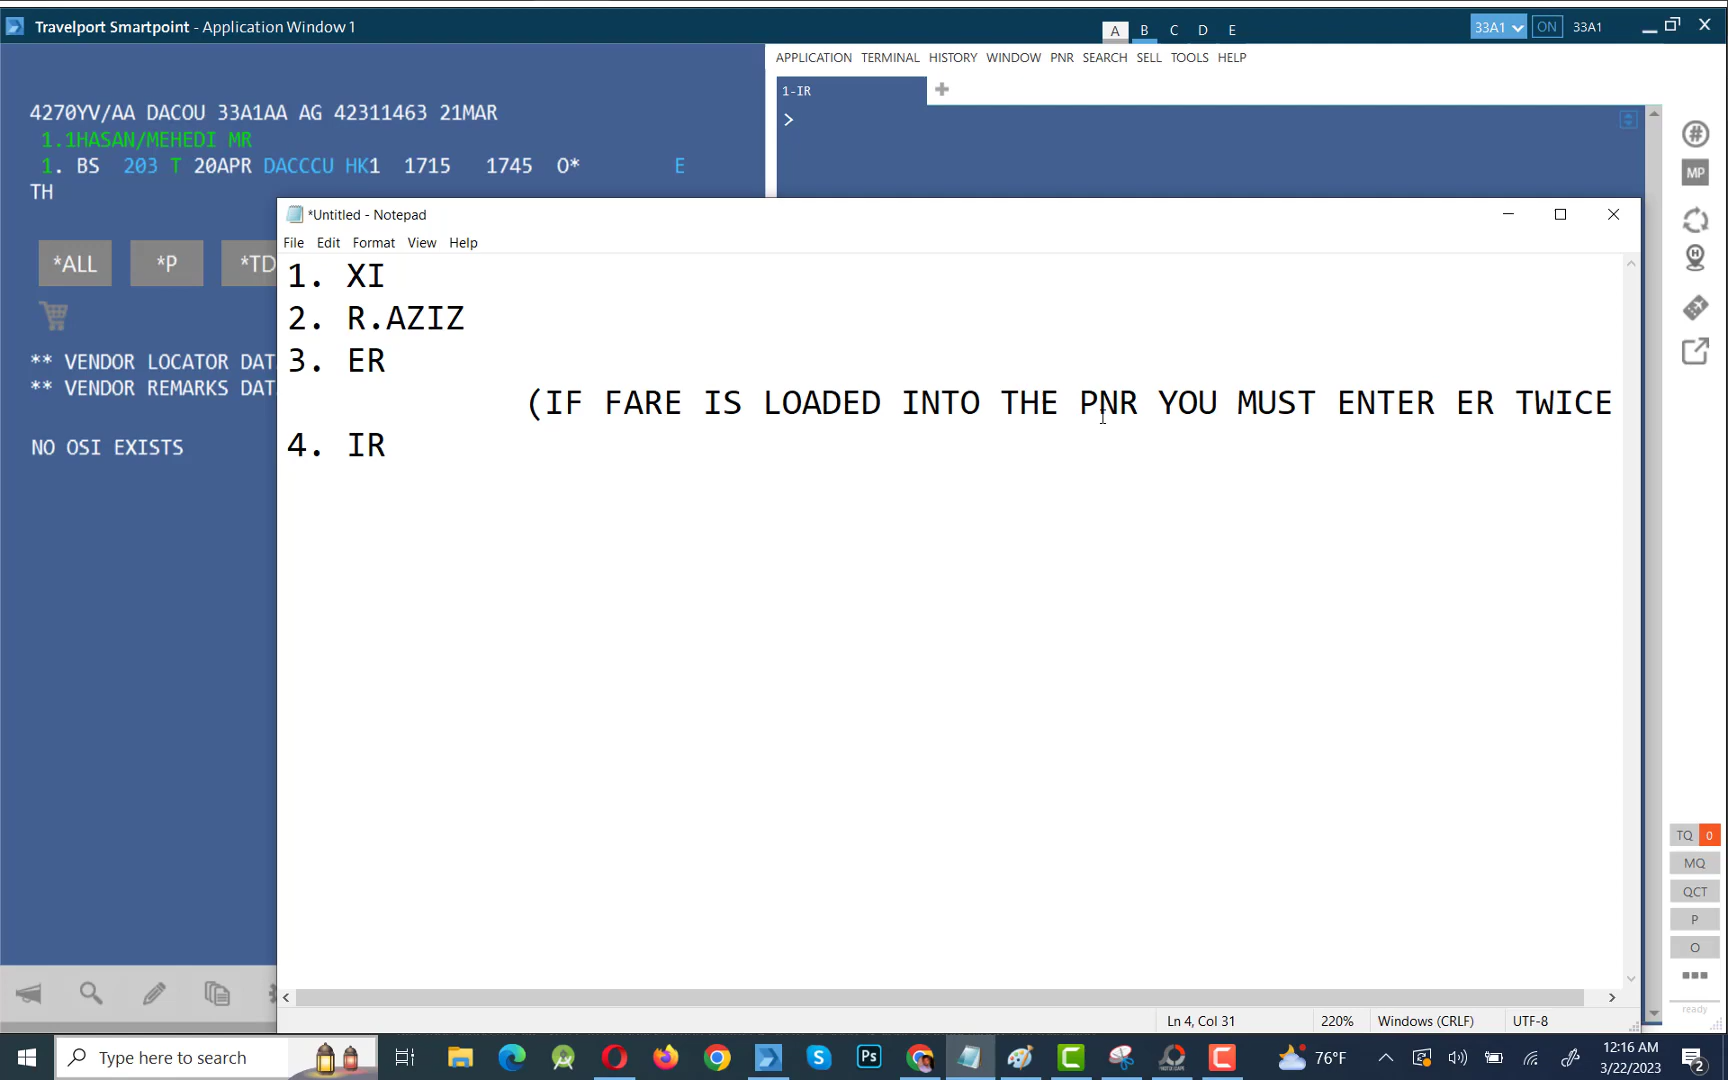 Travelport Smartpoint - Application Window 1
A B C D E
33A1 ON 33A1
APPLICATION TERMINAL HISTORY WINDOW PNR SEARCH SELL TOOLS HELP
1-IR
>
4270YV/AA DACOU 33A1AA AG 42311463 21MAR
1.1HASAN/MEHEDI MR
1. BS 203 T 20APR DACCCU HK1 1715 1745 O* E
TH
*ALL *P *TD
** VENDOR LOCATOR DAT
** VENDOR REMARKS DAT
NO OSI EXISTS
*Untitled - Notepad
File Edit Format View Help
1. XI
2. R.AZIZ
3. ER
(IF FARE IS LOADED INTO THE PNR YOU MUST ENTER ER TWICE
4. IR
Ln 4, Col 31 220% Windows (CRLF) UTF-8
MP
H
TQ 0
MQ
QCT
P
O
ready
Type here to search
Ps
76°F
12:16 AM
3/22/2023
2